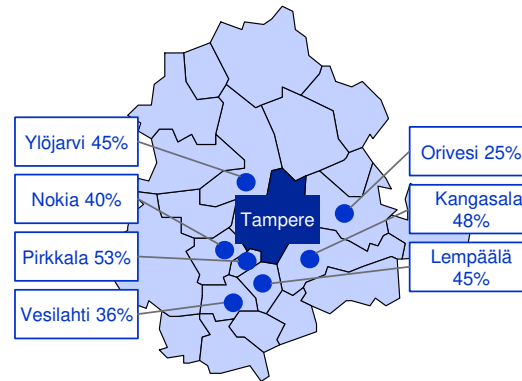 Ylöjarvi 45%
Nokia 40%
Pirkkala 53%
Vesilahti 36%
Tampere
Orivesi 25%
Kangasala
48%
Lempäälä
45%